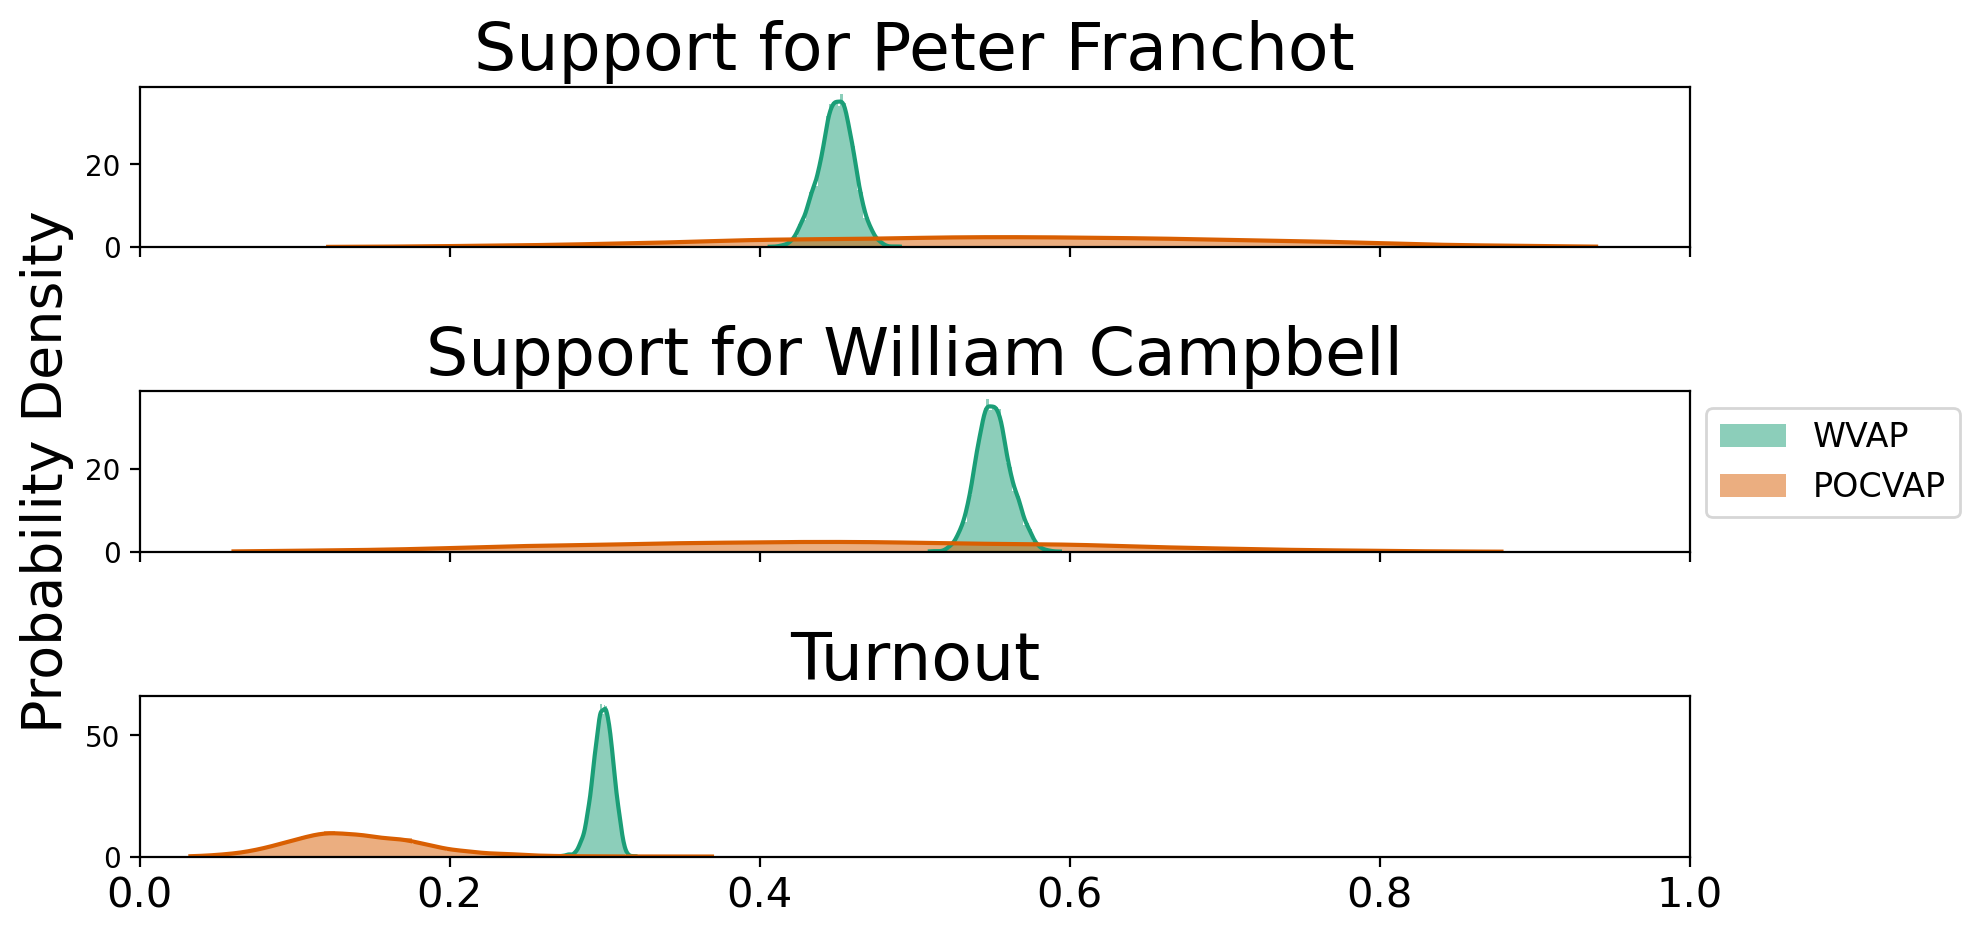 Support for Peter Franchot
20
0
Support for William Campbell
20
0
Probability Density
WVAP
POCVAP
Turnout
50
0
0.0 0.2 0.4 0.6 0.8 1.0